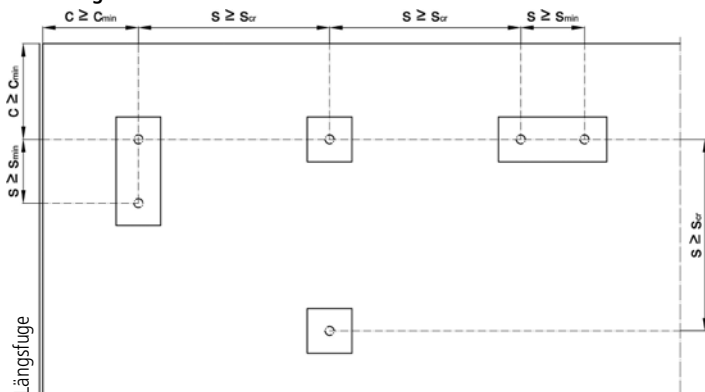 c ≥ cmin
s ≥ scr
s ≥ scr
s ≥ smin
c ≥ cmin
s ≥ smin
s ≥ scr
Längsfuge